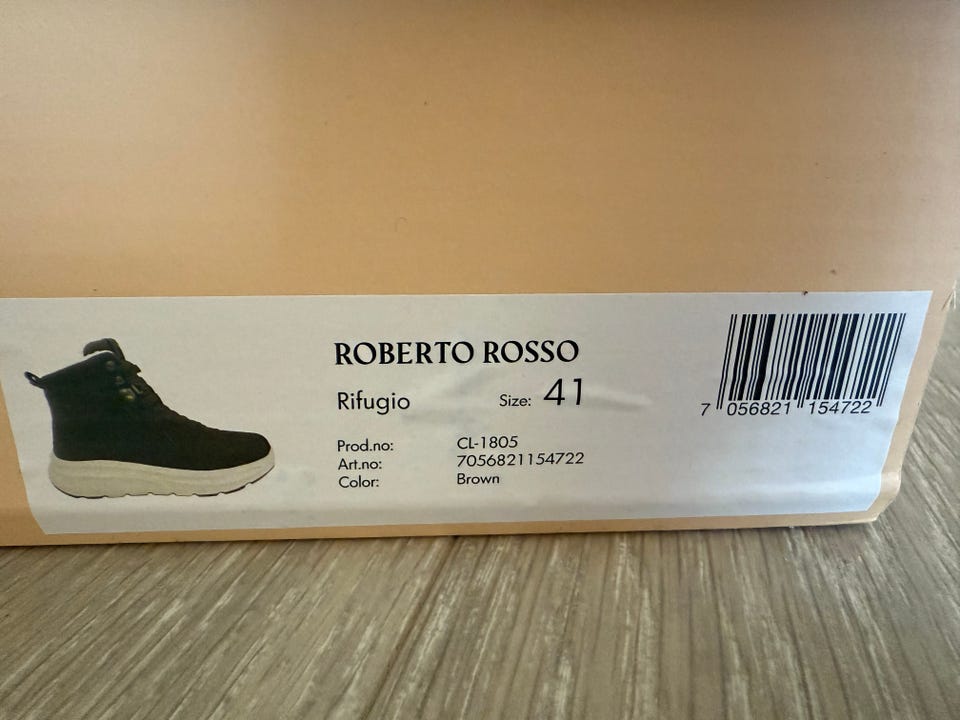 ROBERTO ROSSO
Rifugio Size: 41
Prod.no: CL-1805
Art.no: 7056821154722
Color: Brown
7 056821 154722